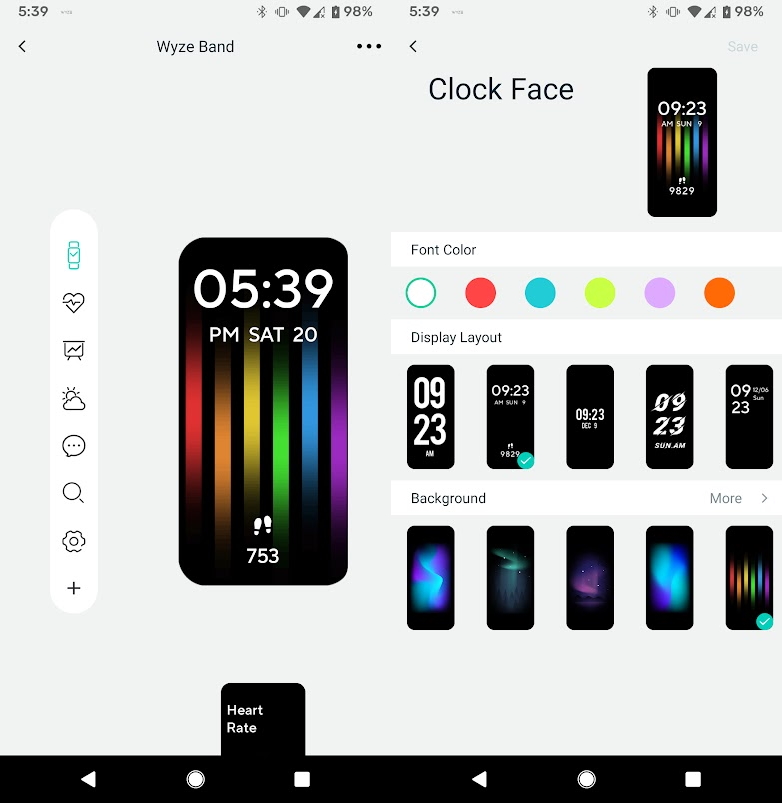 5:39
98%
Wyze Band
05:39
PM SAT 20
753
Heart
Rate
5:39
98%
Save
Clock Face
09:23
AM SUN 9
9829
Font Color
Display Layout
09
23
AM
09:23
AM SUN 9
9829
09:23
DEC 9
09
23
SUN.AM
09 12/06
Sun
23
Background
More